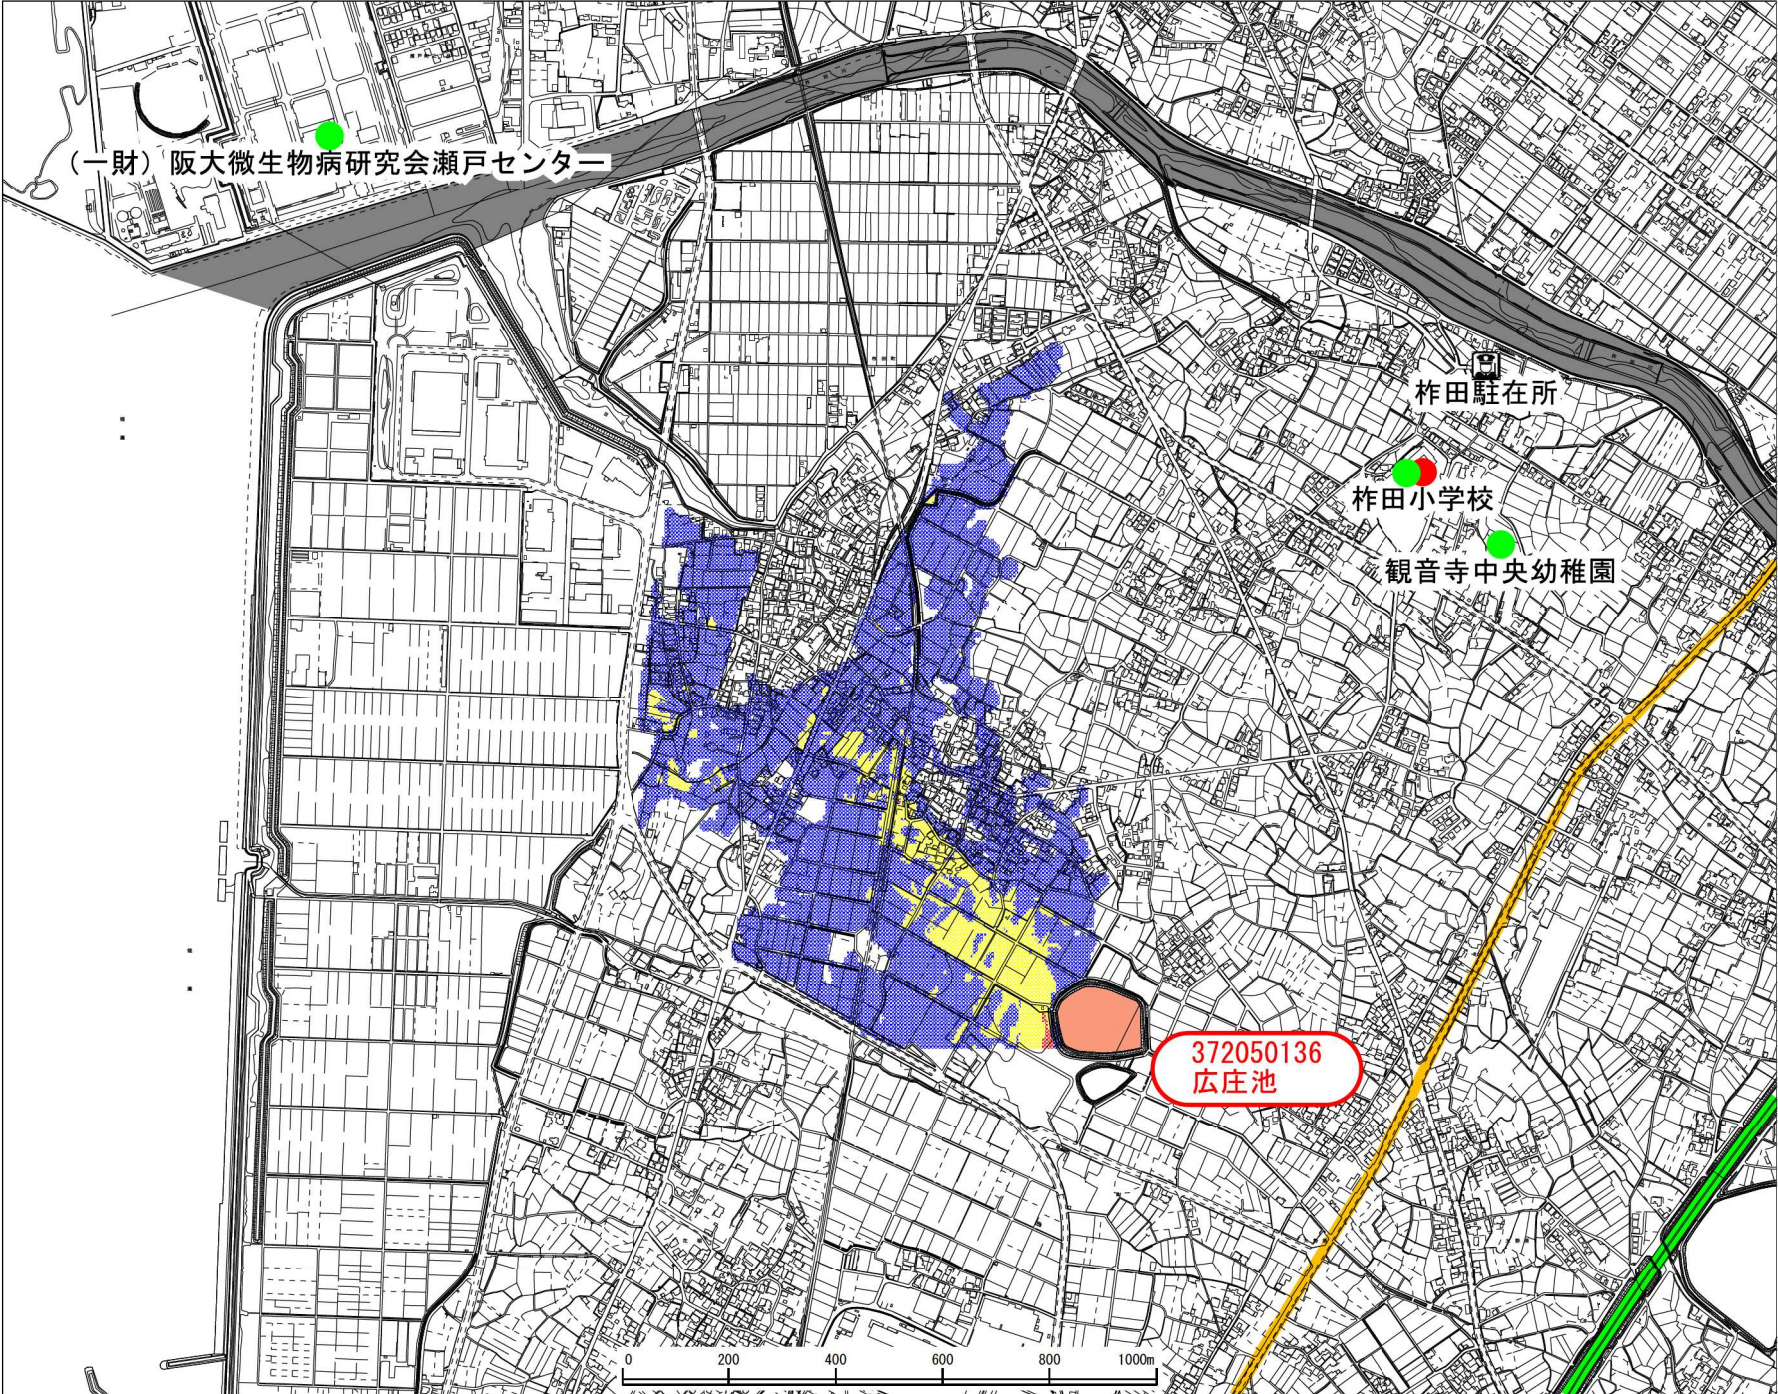 （一財）阪大微生物病研究会瀬戸センター
柞田駐在所
柞田小学校
観音寺中央幼稚園
372050136
広庄池
0 200 400 600 800 1000m